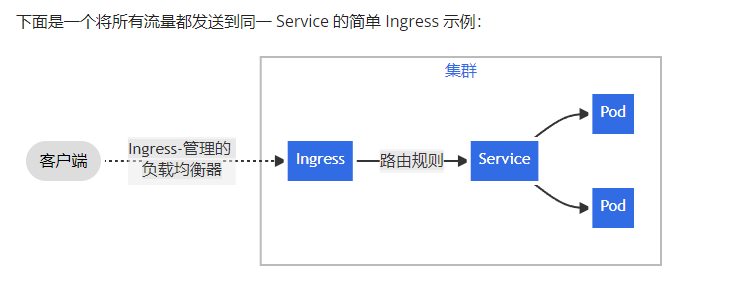 下面是一个将所有流量都发送到同一 Service 的简单 Ingress 示例：
集群
客户端
Ingress-管理的
负载均衡器
Ingress
路由规则
Service
Pod
Pod